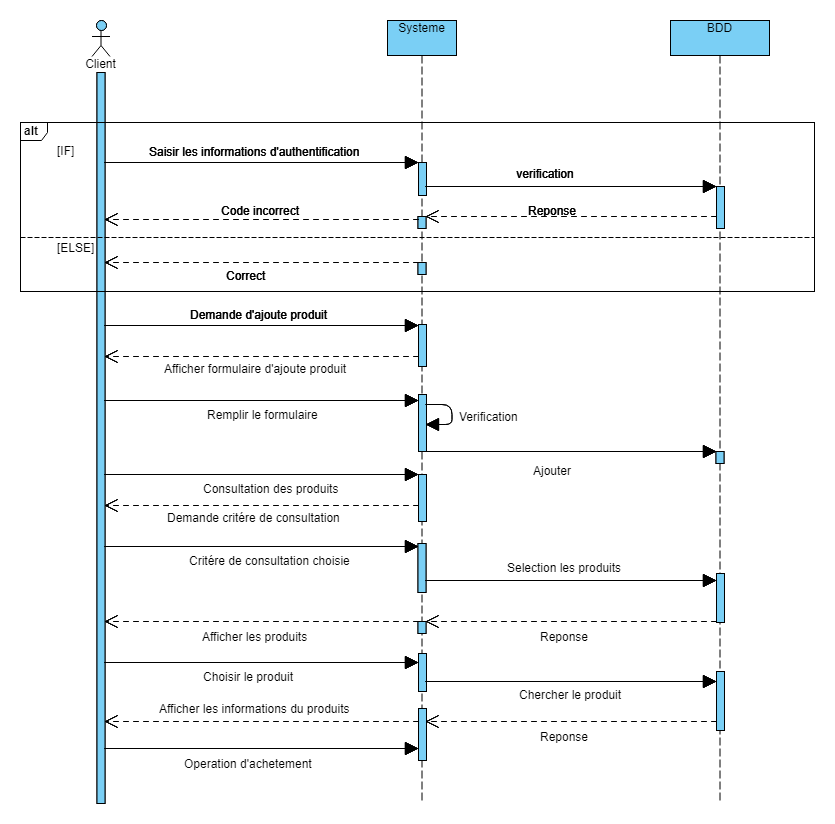 Client
Systeme
BDD
alt
[IF]
Saisir les informations d'authentification
verification
Code incorrect
Reponse
[ELSE]
Correct
Demande d'ajoute produit
Afficher formulaire d'ajoute produit
Remplir le formulaire
Verification
Ajouter
Consultation des produits
Demande critére de consultation
Critére de consultation choisie
Selection les produits
Afficher les produits
Reponse
Choisir le produit
Chercher le produit
Afficher les informations du produits
Reponse
Operation d'achetement